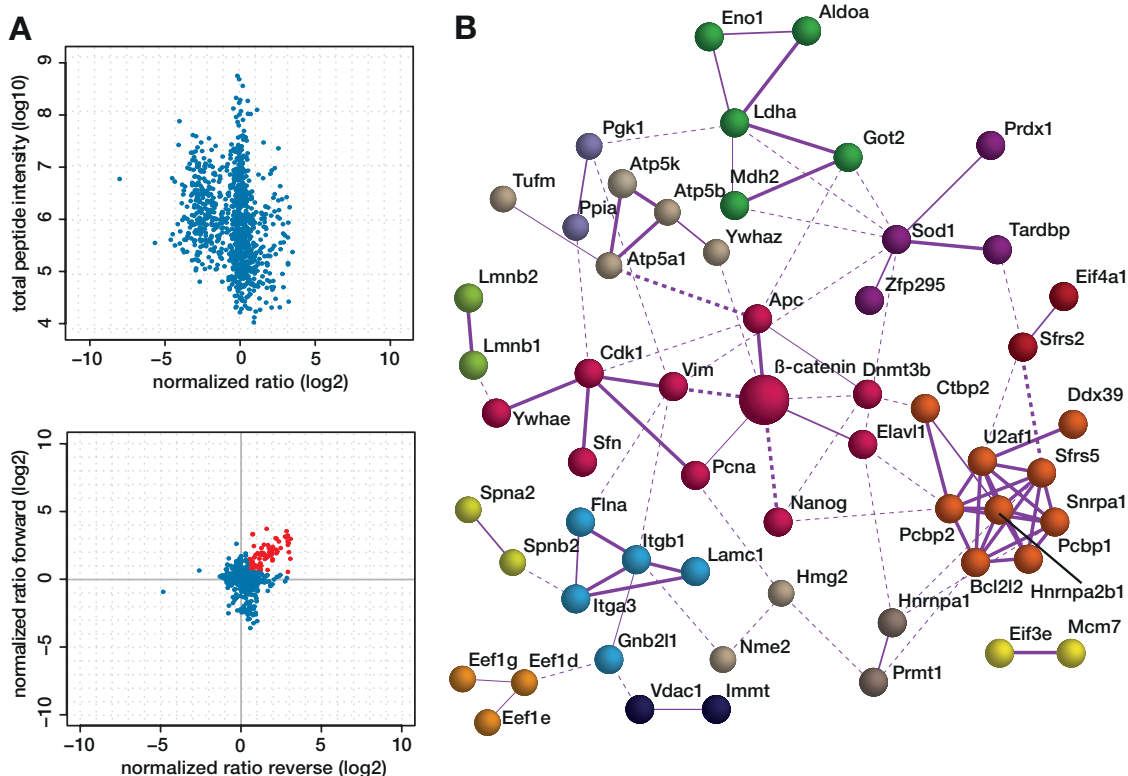 A
9
8
7
6
5
4
total peptide intensity (log10)
−10
−5
0
5
10
normalized ratio (log2)
10
5
0
−5
−10
normalized ratio forward (log2)
−10
−5
0
5
10
normalized ratio reverse (log2)
B
Eno1
Aldoa
Ldha
Pgk1
Got2
Prdx1
Atp5k
Mdh2
Tufm
Atp5b
Ppia
Ywhaz
Sod1
Tardbp
Atp5a1
Lmnb2
Zfp295
Eif4a1
Apc
Lmnb1
Cdk1
Vim
ß-catenin
Dnmt3b
Sfrs2
Ctbp2
Ddx39
Ywhae
Elavl1
U2af1
Sfn
Pcna
Sfrs5
Spna2
Flna
Nanog
Snrpa1
Pcbp2
Pcbp1
Spnb2
Itgb1
Lamc1
Bcl2l2
Hnrnpa2b1
Itga3
Hmg2
Hnrnpa1
Gnb2l1
Nme2
Eif3e
Mcm7
Eef1g
Eef1d
Prmt1
Vdac1
Immt
Eef1e